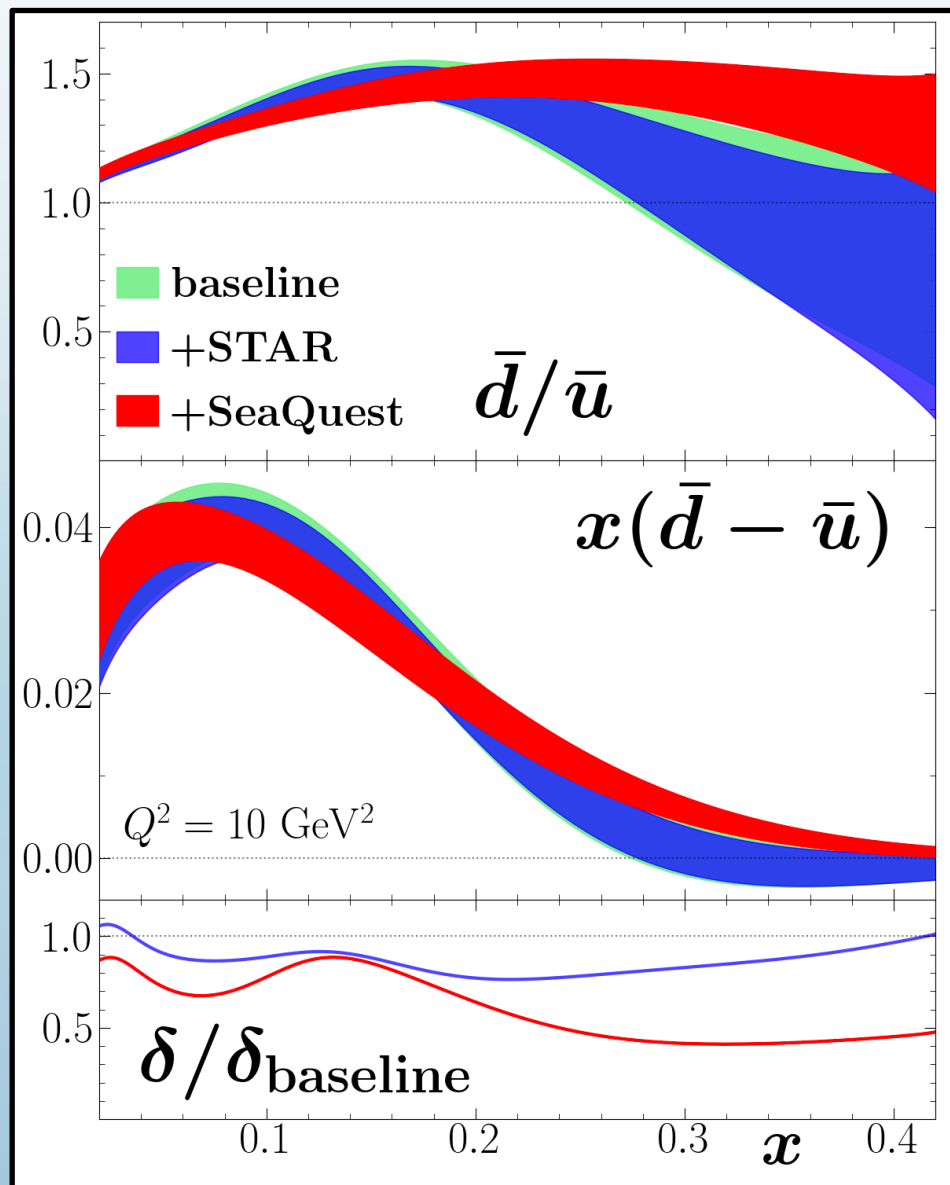 1.5
1.0
0.5
baseline
+STAR
+SeaQuest
d̄/ū
0.04
0.02
0.00
x(d̄ − ū)
Q² = 10 GeV²
1.0
0.5
δ/δbaseline
0.1 0.2 0.3 x 0.4